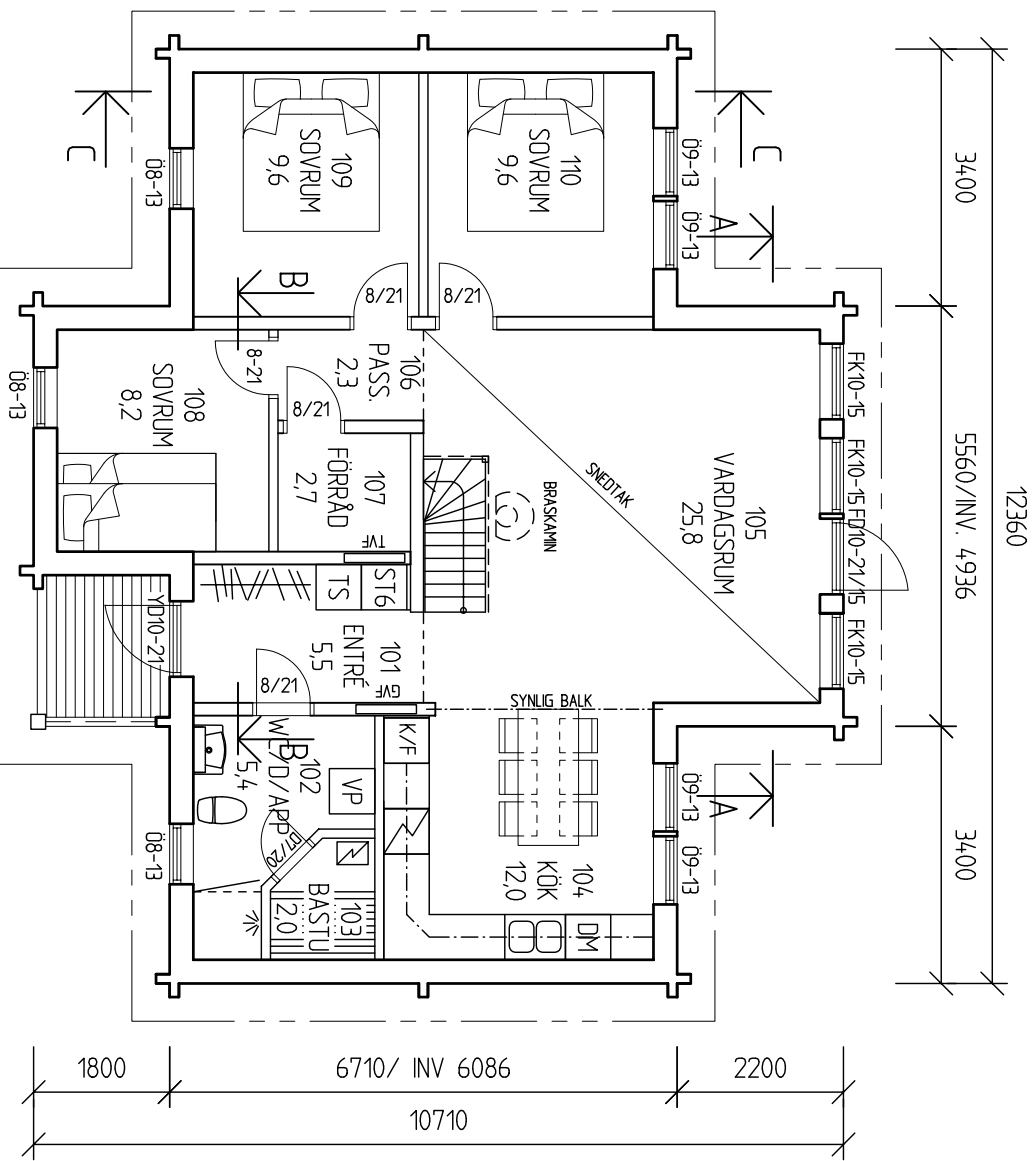 C
C
Ö8-13
109
SOVRUM
9,6
110
SOVRUM
9,6
Ö9-13
Ö9-13
A
3400
B
8/21
8/21
Ö8-13
108
SOVRUM
8,2
8-21
106
PASS.
2,3
8/21
107
FÖRRÅD
2,7
TVF
BRASKAMIN
SNEDTAK
105
VARDAGSRUM
25,8
FK10-15
FK10-15
FD10-21/15
FK10-15
5560/INV. 4936
12360
YD10-21
TS
ST6
101
ENTRÉ
5,5
GVF
8/21
SYNLIG BALK
B
102
WC/D/APP
5,4
VP
K/F
D7/20
103
BASTU
2,0
Ö8-13
104
KÖK
12,0
DM
Ö9-13
Ö9-13
A
3400
1800
6710/ INV 6086
2200
10710